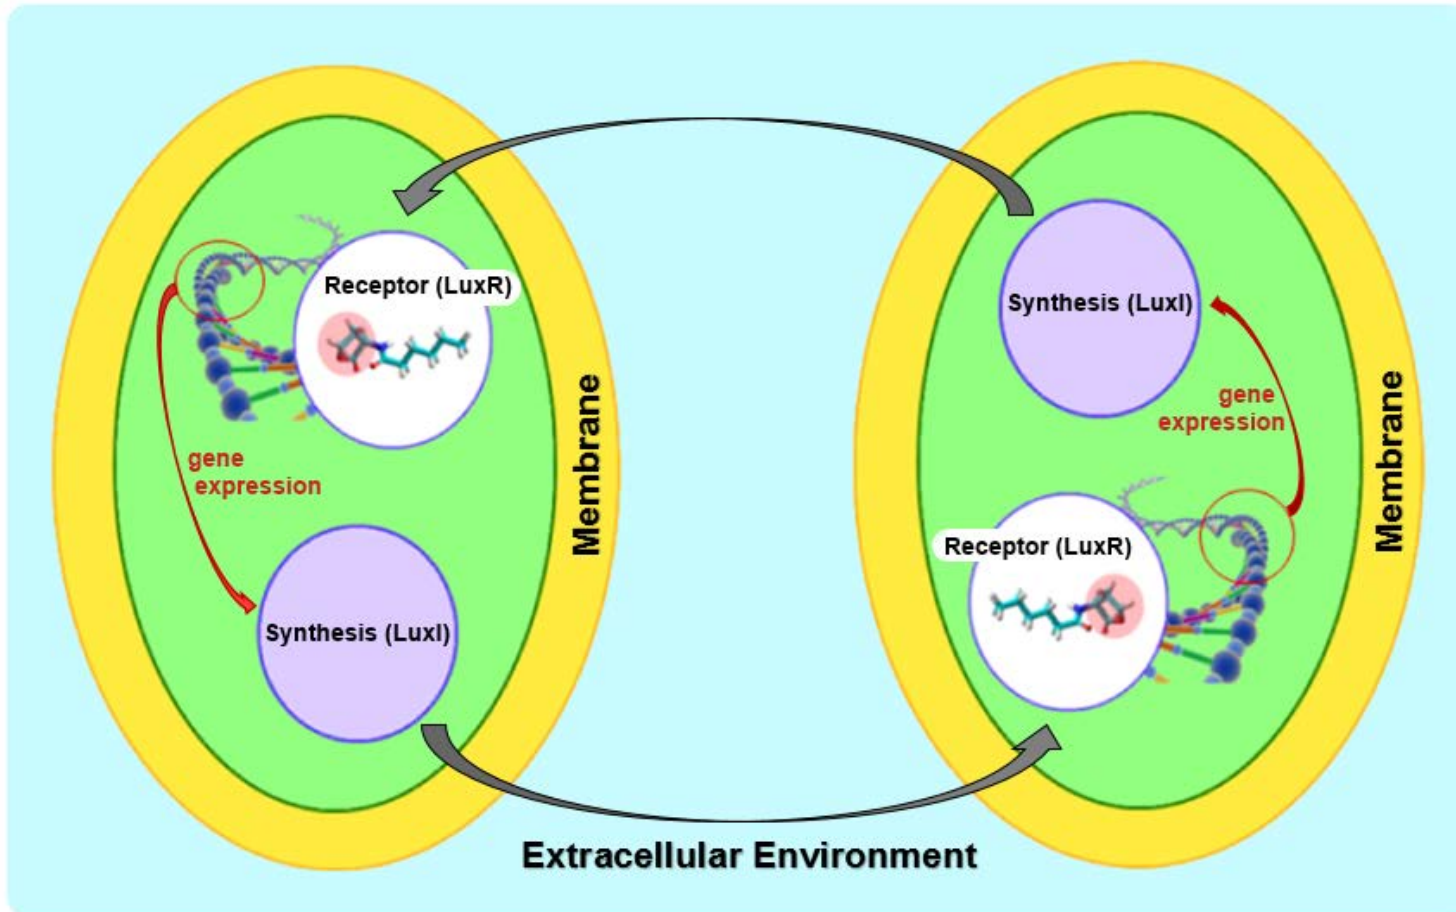 Receptor (LuxR)
gene
expression
Synthesis (LuxI)
Membrane
Synthesis (LuxI)
gene
expression
Receptor (LuxR)
Membrane
Extracellular Environment